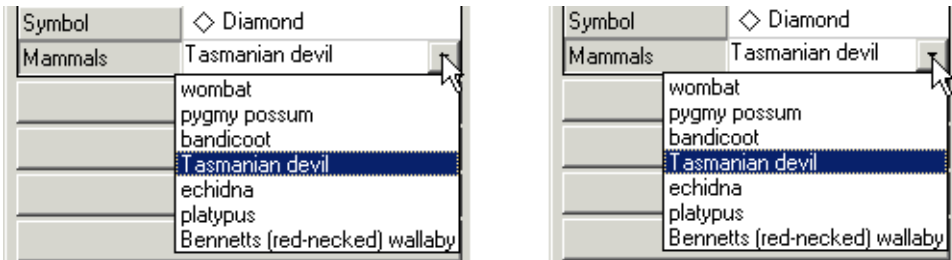 Symbol ◇ Diamond
Mammals Tasmanian devil
wombat
pygmy possum
bandicoot
Tasmanian devil
echidna
platypus
Bennetts (red-necked) wallaby
Symbol ◇ Diamond
Mammals Tasmanian devil
wombat
pygmy possum
bandicoot
Tasmanian devil
echidna
platypus
Bennetts (red-necked) wallaby